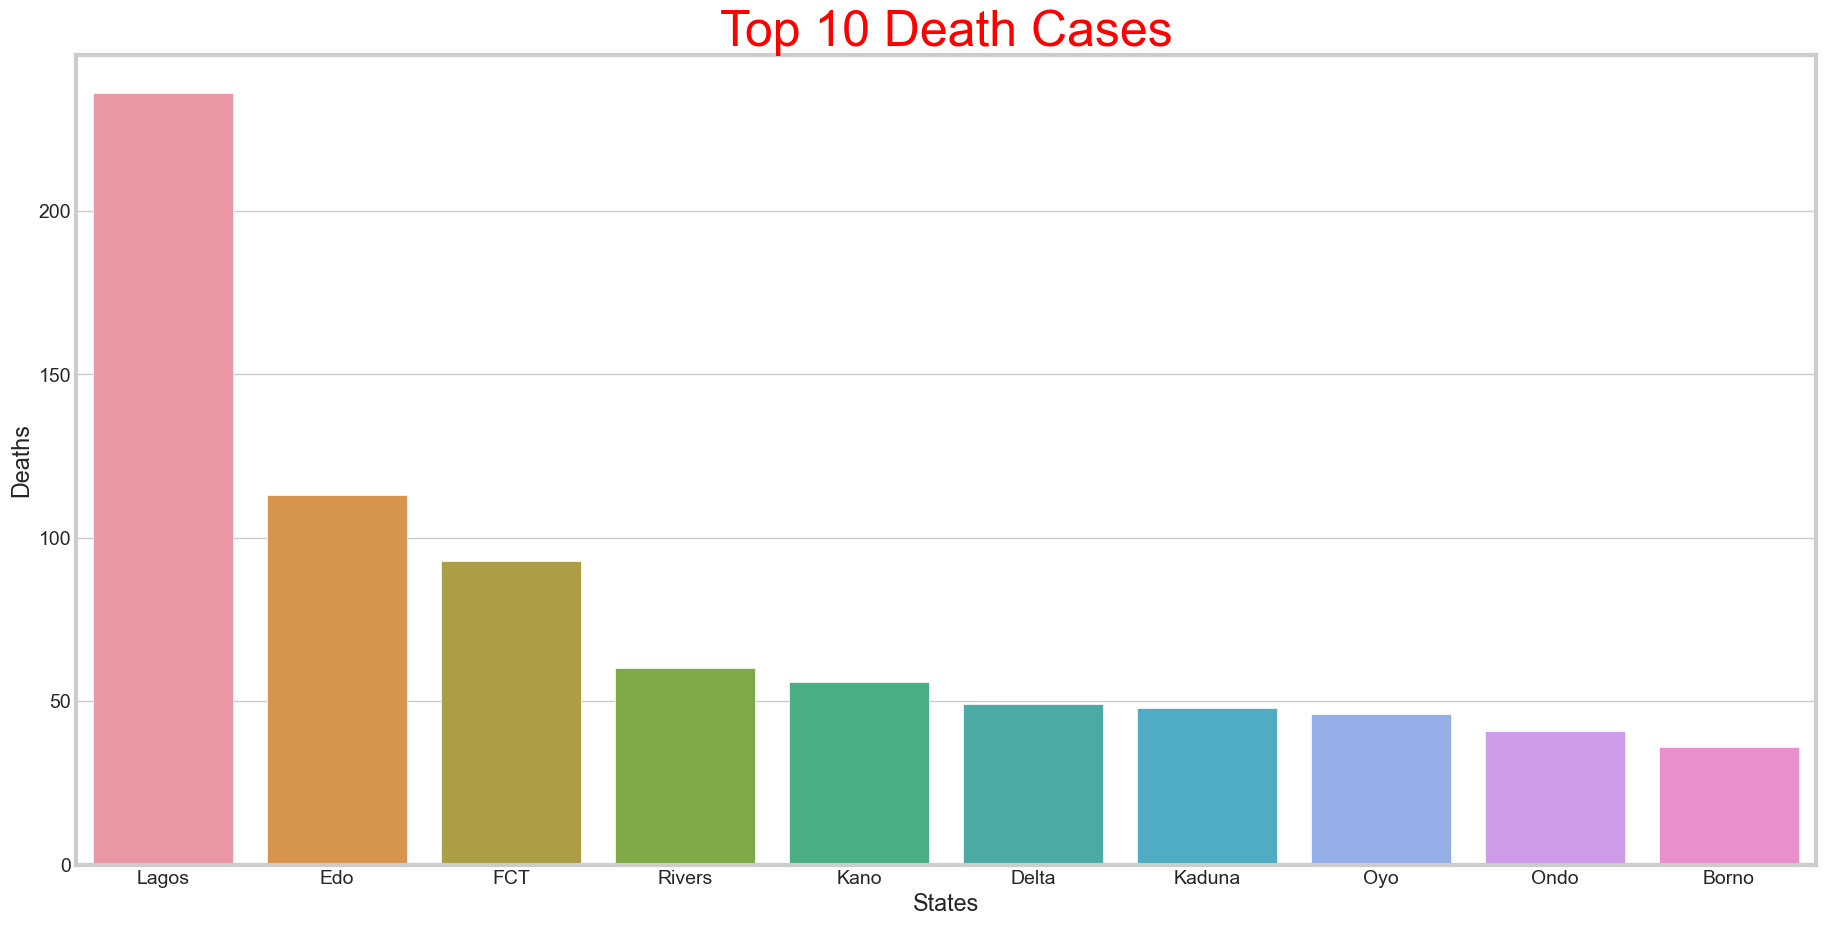 Top 10 Death Cases
200
150
100
50
0
Deaths
Lagos Edo FCT Rivers Kano Delta Kaduna Oyo Ondo Borno
States